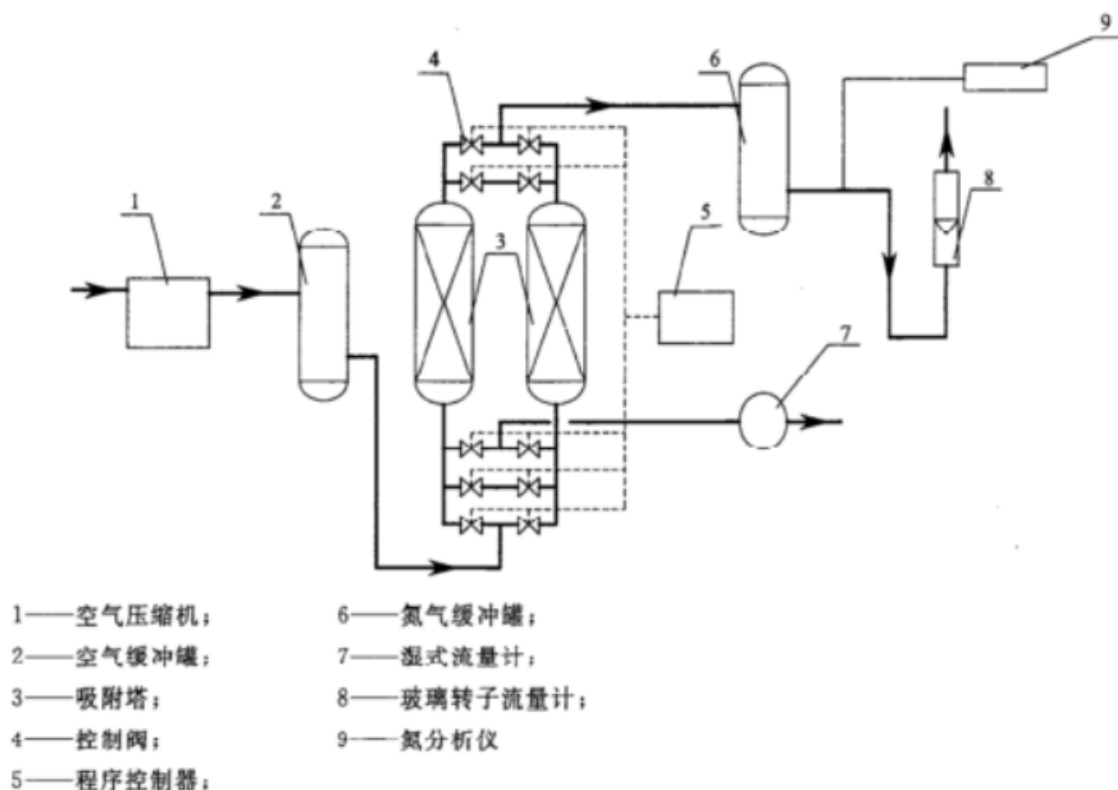 9
4
6
1
2
3
5
8
7
1——空气压缩机；
6——氮气缓冲罐；
2——空气缓冲罐；
7——湿式流量计；
3——吸附塔；
8——玻璃转子流量计；
4——控制阀；
9——氮分析仪
5——程序控制器；